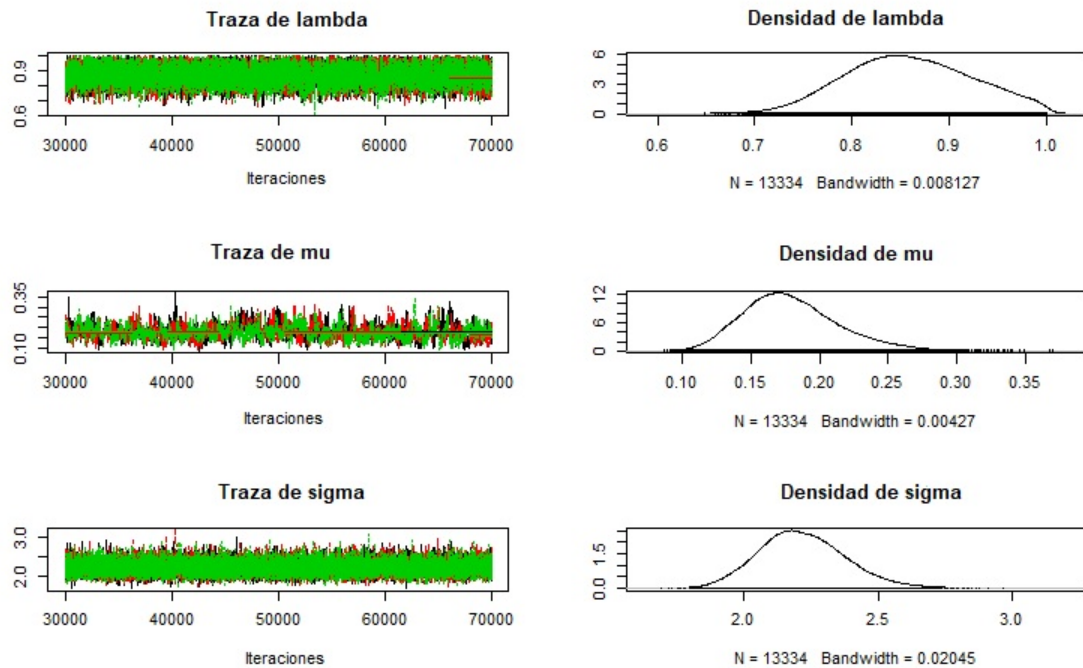 Traza de lambda
0.6 0.9
30000 40000 50000 60000 70000
Iteraciones
Densidad de lambda
0 3 6
0.6 0.7 0.8 0.9 1.0
N = 13334 Bandwidth = 0.008127
Traza de mu
0.10 0.35
30000 40000 50000 60000 70000
Iteraciones
Densidad de mu
0 6 12
0.10 0.15 0.20 0.25 0.30 0.35
N = 13334 Bandwidth = 0.00427
Traza de sigma
2.0 3.0
30000 40000 50000 60000 70000
Iteraciones
Densidad de sigma
0.0 1.5
2.0 2.5 3.0
N = 13334 Bandwidth = 0.02045